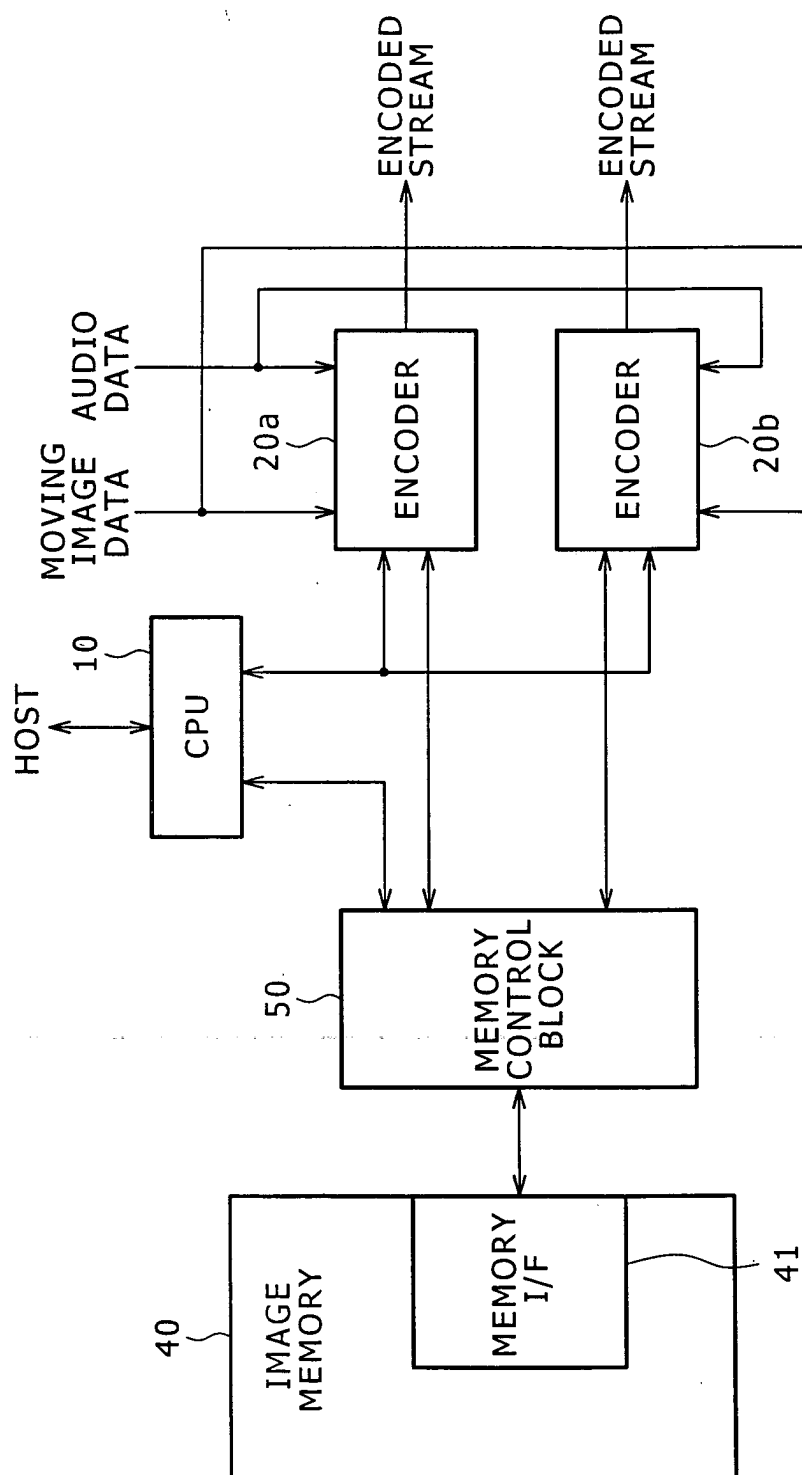 HOST
10
CPU
MOVING
IMAGE
DATA
AUDIO
DATA
20a
ENCODER
ENCODED
STREAM
40
IMAGE
MEMORY
MEMORY
I/F
41
50
MEMORY
CONTROL
BLOCK
ENCODER
20b
ENCODED
STREAM